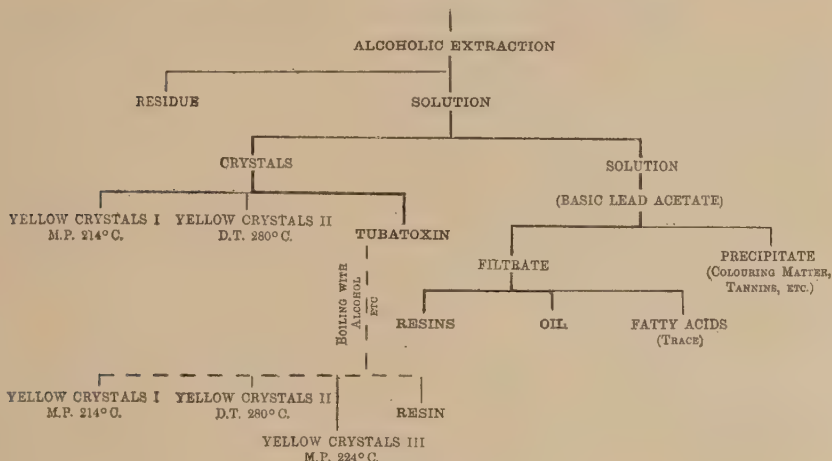 ALCOHOLIC EXTRACTION
RESIDUE
SOLUTION
CRYSTALS
SOLUTION
(BASIC LEAD ACETATE)
YELLOW CRYSTALS I
M.P. 214°C.
YELLOW CRYSTALS II
D.T. 280°C.
TUBATOXIN
FILTRATE
PRECIPITATE
(COLOURING MATTER,
TANNINS, ETC.)
BOILING WITH
ALCOHOL
ETC
RESINS
OIL
FATTY ACIDS
(TRACE)
YELLOW CRYSTALS I
M.P. 214°C.
YELLOW CRYSTALS II
D.T. 280°C.
RESIN
YELLOW CRYSTALS III
M.P. 224°C.